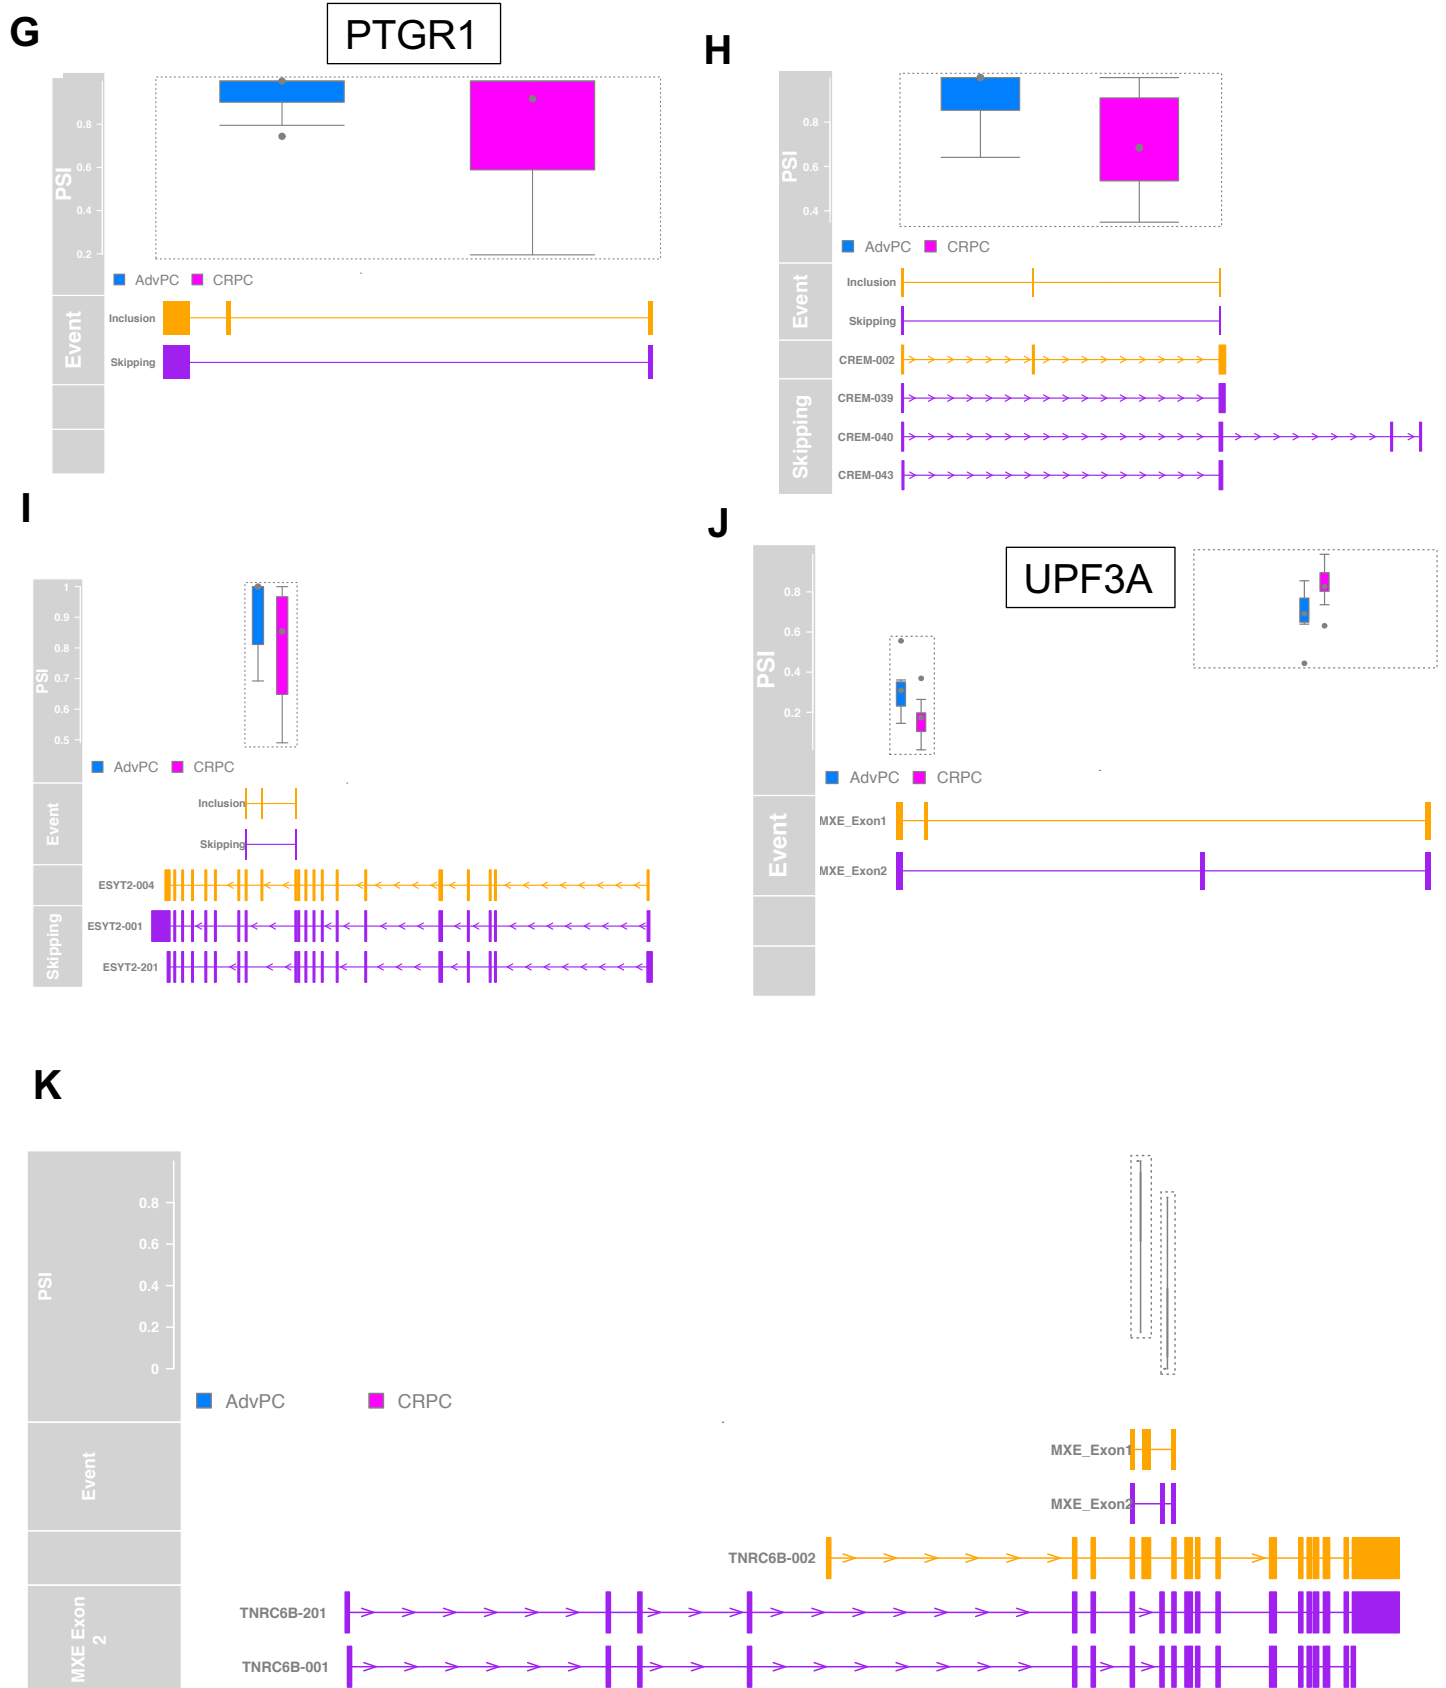 G
PTGR1
PSI
0.8
0.6
0.4
0.2
AdvPC CRPC
Event
Inclusion
Skipping
H
PSI
0.8
0.6
0.4
AdvPC CRPC
Event
Inclusion
Skipping
CREM-002
Skipping
CREM-039
CREM-040
CREM-043
I
PSI
1
0.9
0.8
0.7
0.6
0.5
AdvPC CRPC
Event
Inclusion
Skipping
ESYT2-004
Skipping
ESYT2-001
ESYT2-201
J
UPF3A
PSI
0.8
0.6
0.4
0.2
AdvPC CRPC
Event
MXE_Exon1
MXE_Exon2
K
PSI
0.8
0.6
0.4
0.2
0
AdvPC CRPC
Event
MXE_Exon1
MXE_Exon2
TNRC6B-002
MXE Exon
2
TNRC6B-201
TNRC6B-001